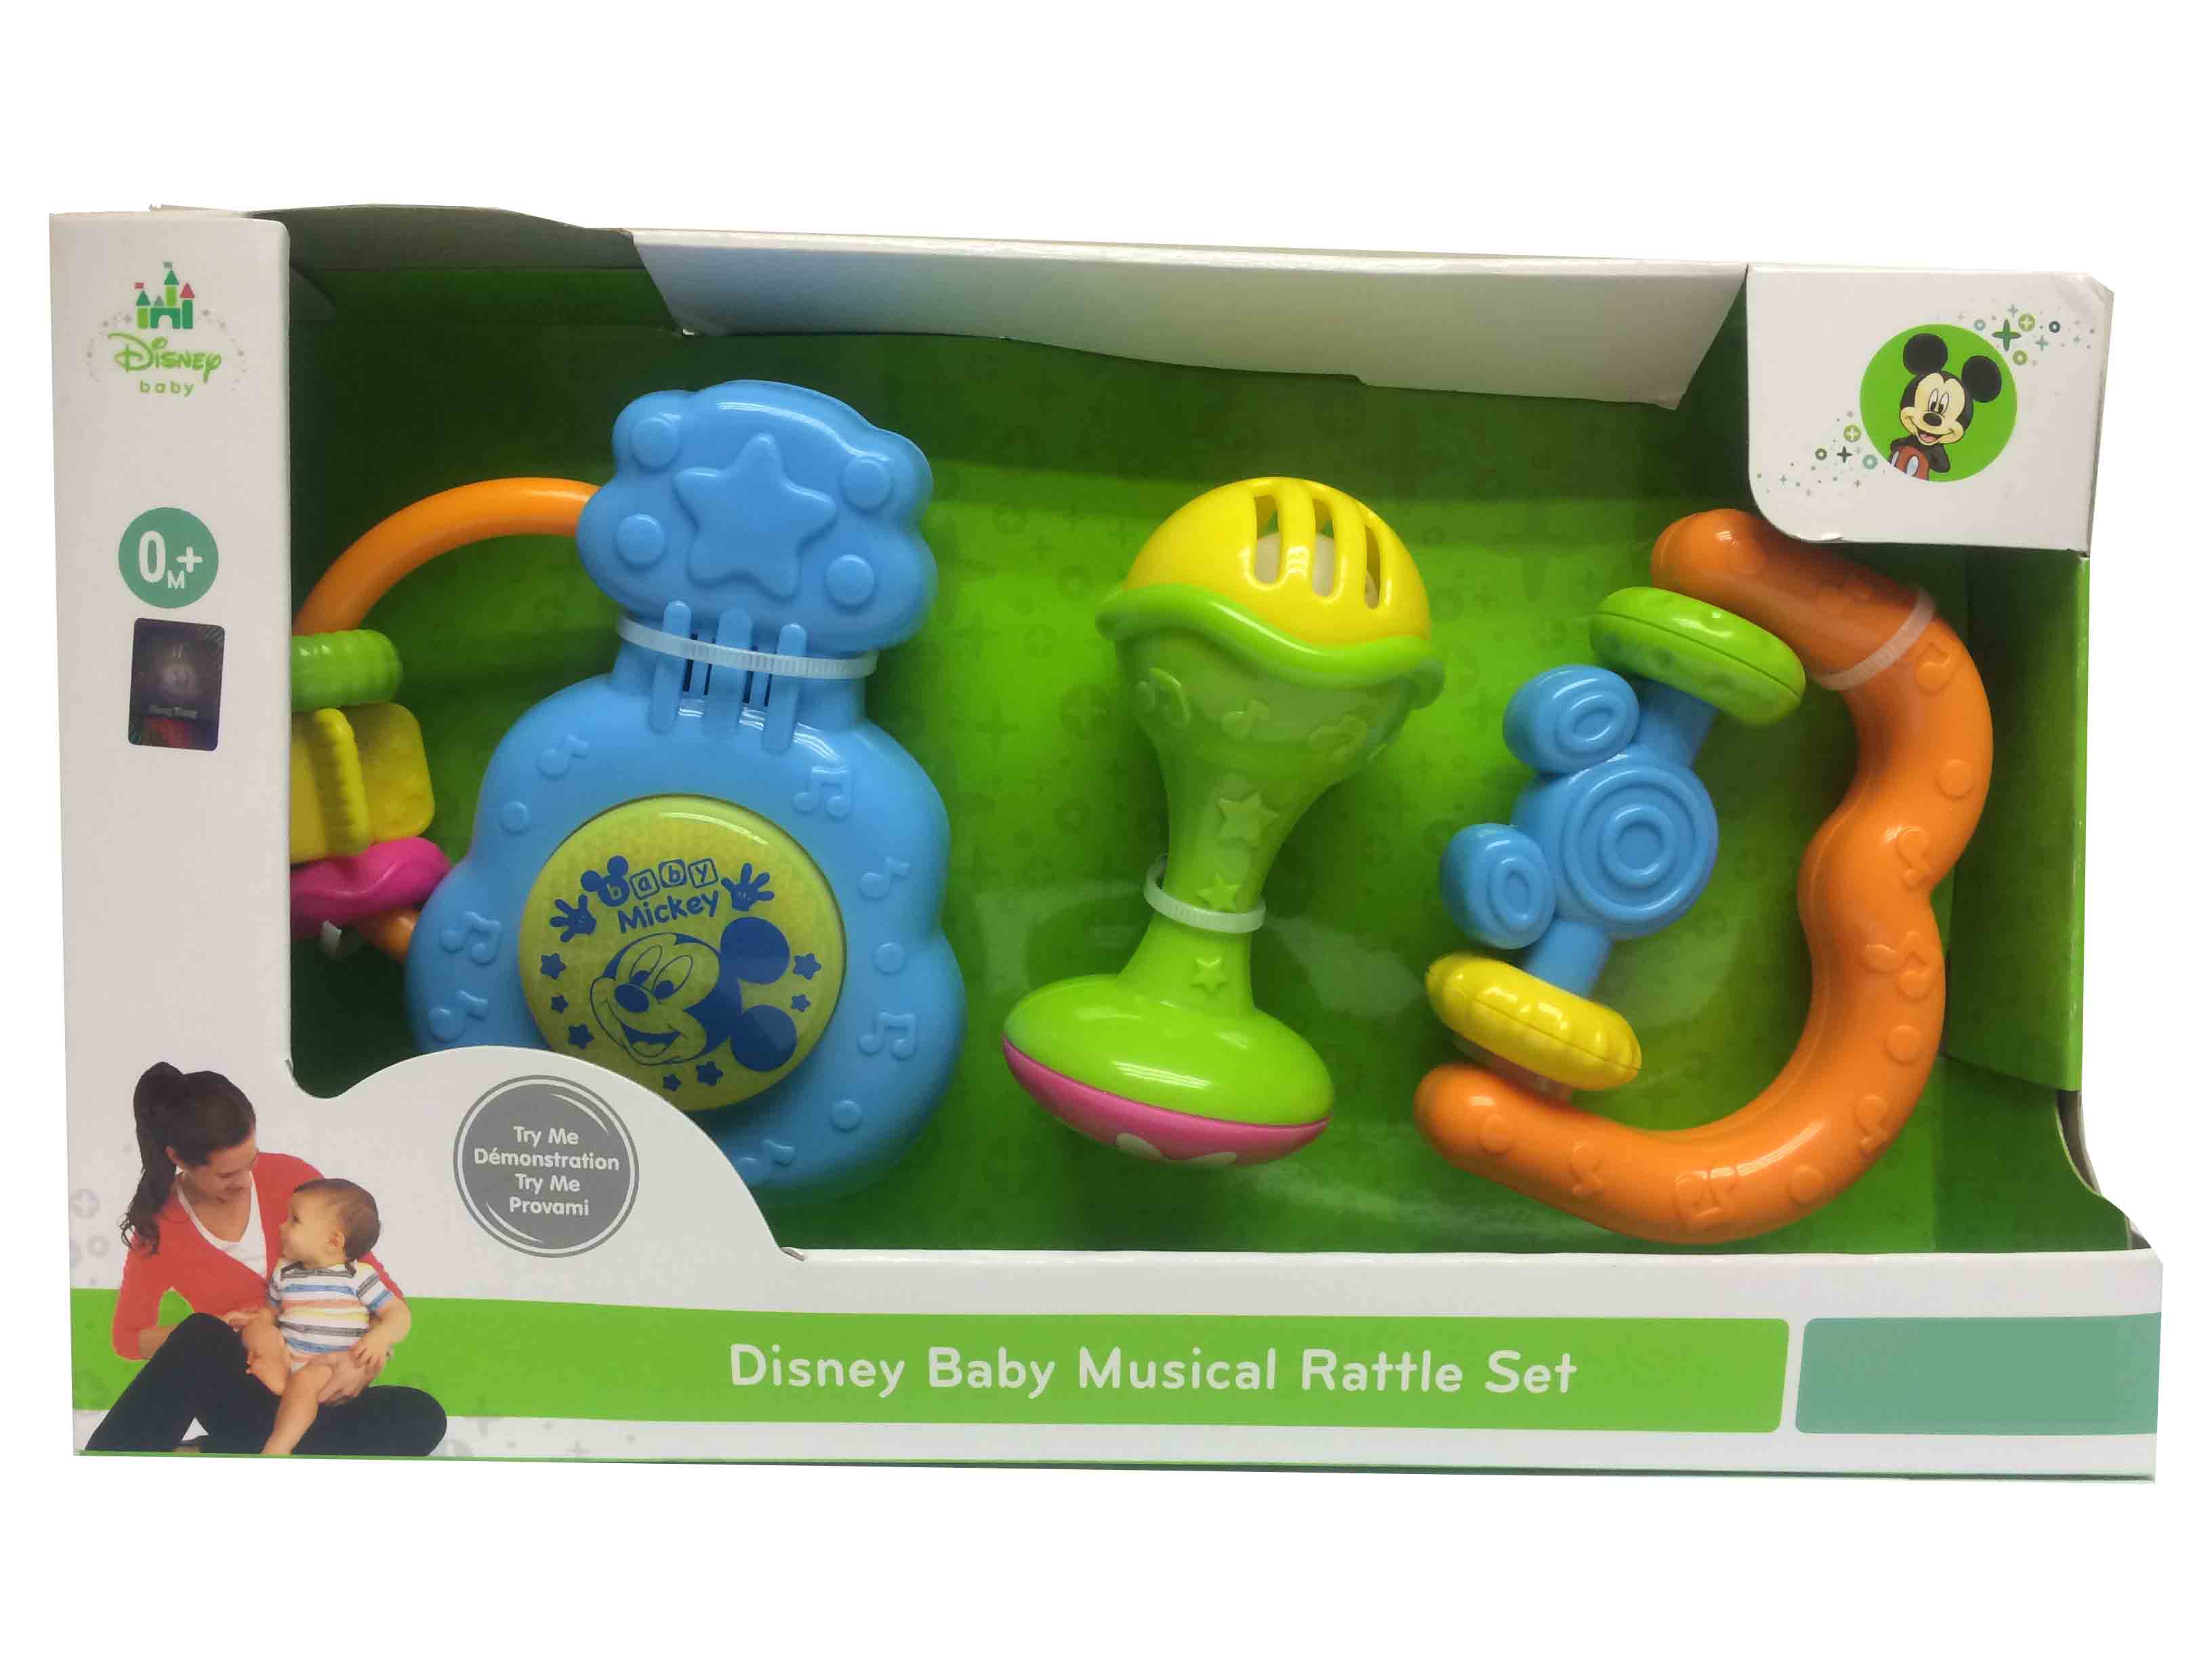 Disney
baby
0M+
baby
Mickey
Try Me
Démonstration
Try Me
Provami
Disney Baby Musical Rattle Set